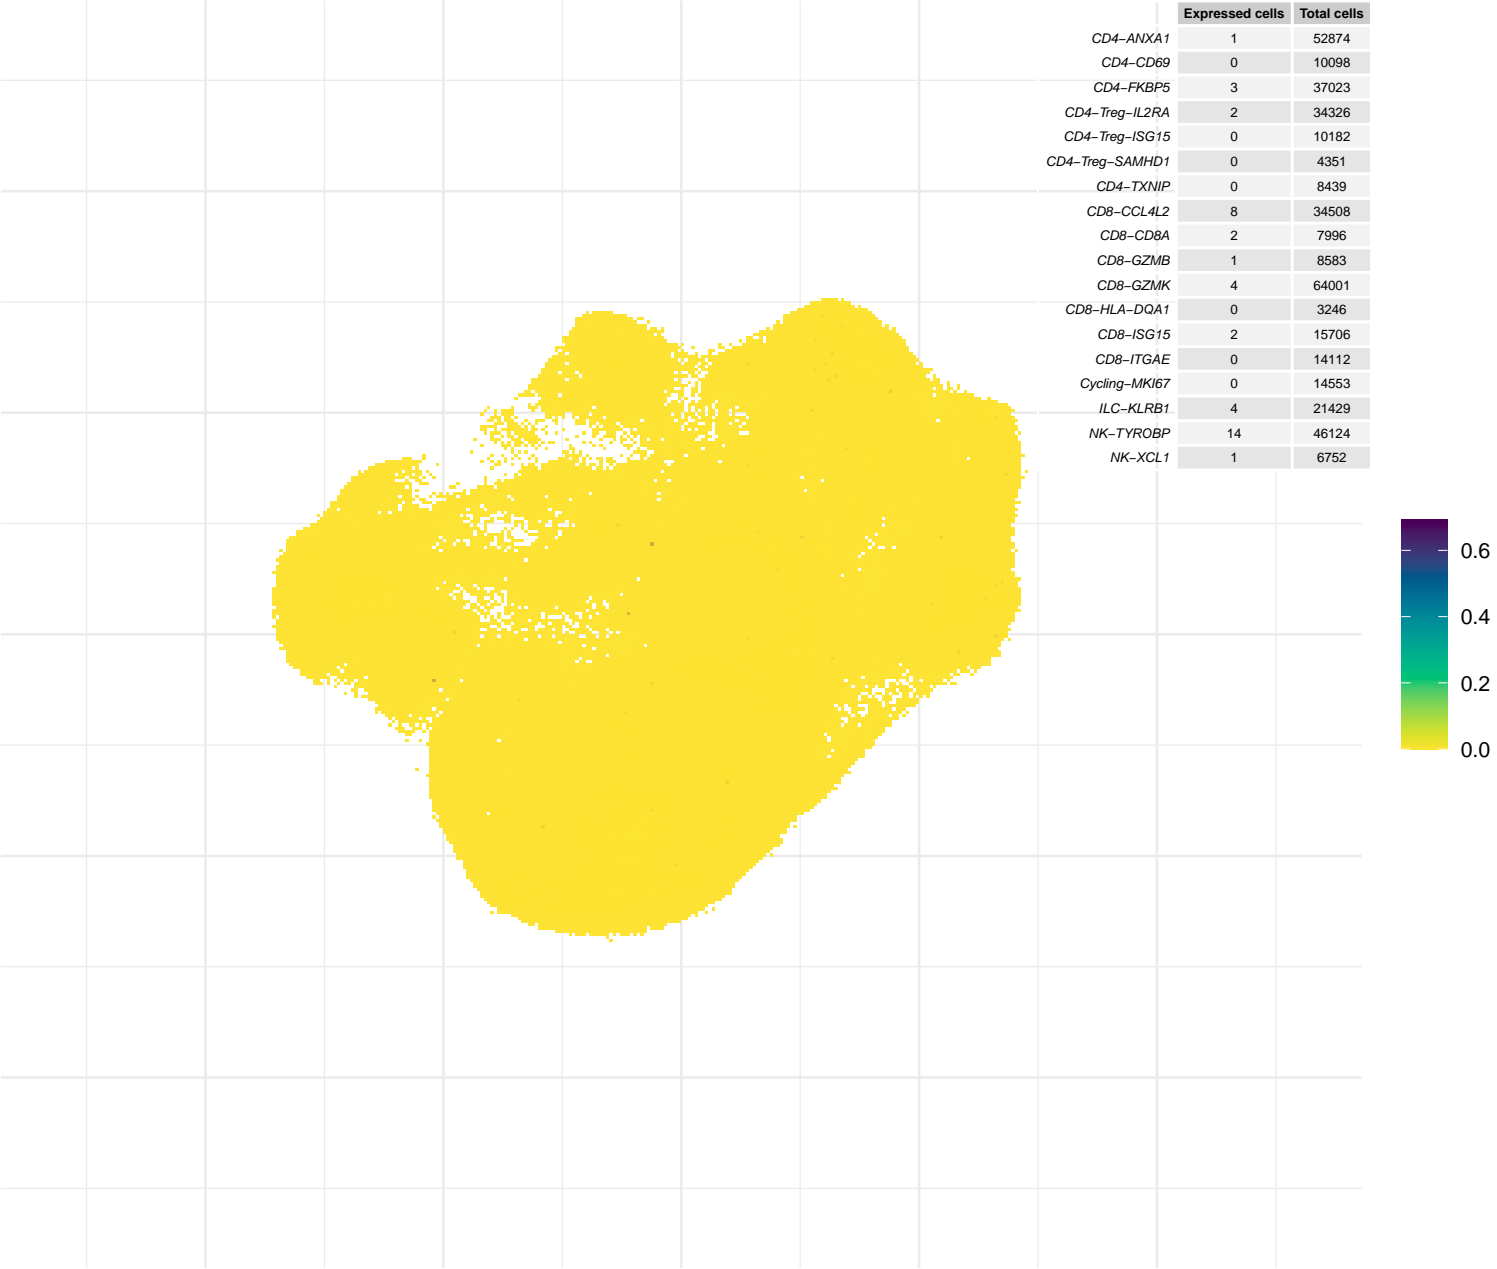 Expressed cells Total cells
CD4−ANXA1 1 52874
CD4−CD69 0 10098
CD4−FKBP5 3 37023
CD4−Treg−IL2RA 2 34326
CD4−Treg−ISG15 0 10182
CD4−Treg−SAMHD1 0 4351
CD4−TXNIP 0 8439
CD8−CCL4L2 8 34508
CD8−CD8A 2 7996
CD8−GZMB 1 8583
CD8−GZMK 4 64001
CD8−HLA−DQA1 0 3246
CD8−ISG15 2 15706
CD8−ITGAE 0 14112
Cycling−MKI67 0 14553
ILC−KLRB1 4 21429
NK−TYROBP 14 46124
NK−XCL1 1 6752
0.6
0.4
0.2
0.0